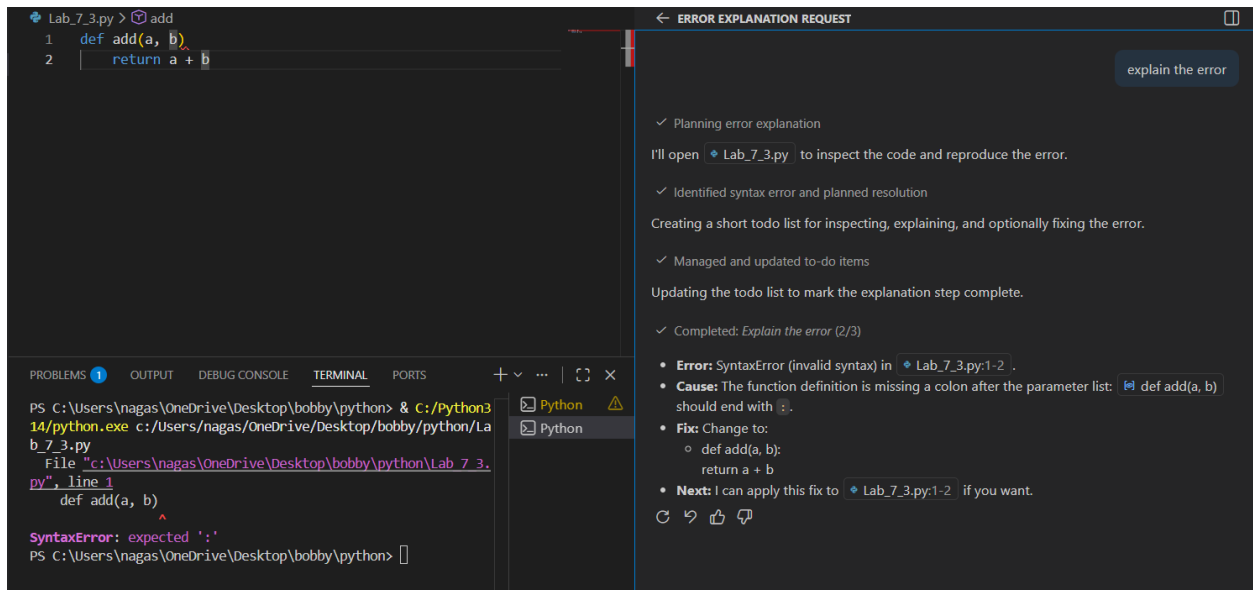 Lab_7_3.py > add
1 def add(a, b)
2 return a + b
PROBLEMS 1 OUTPUT DEBUG CONSOLE TERMINAL PORTS
PS C:\Users\nagas\OneDrive\Desktop\bobby\python> & C:/Python3
14/python.exe c:/Users/nagas/OneDrive/Desktop/bobby/python/La
b_7_3.py
File "c:\Users\nagas\OneDrive\Desktop\bobby\python\Lab_7_3.
py", line 1
def add(a, b)
^
SyntaxError: expected ':'
PS C:\Users\nagas\OneDrive\Desktop\bobby\python>
Python
Python
ERROR EXPLANATION REQUEST
explain the error
Planning error explanation
I'll open Lab_7_3.py to inspect the code and reproduce the error.
Identified syntax error and planned resolution
Creating a short todo list for inspecting, explaining, and optionally fixing the error.
Managed and updated to-do items
Updating the todo list to mark the explanation step complete.
Completed: Explain the error (2/3)
• Error: SyntaxError (invalid syntax) in Lab_7_3.py:1-2 .
• Cause: The function definition is missing a colon after the parameter list: def add(a, b)
should end with : .
• Fix: Change to:
def add(a, b):
return a + b
• Next: I can apply this fix to Lab_7_3.py:1-2 if you want.